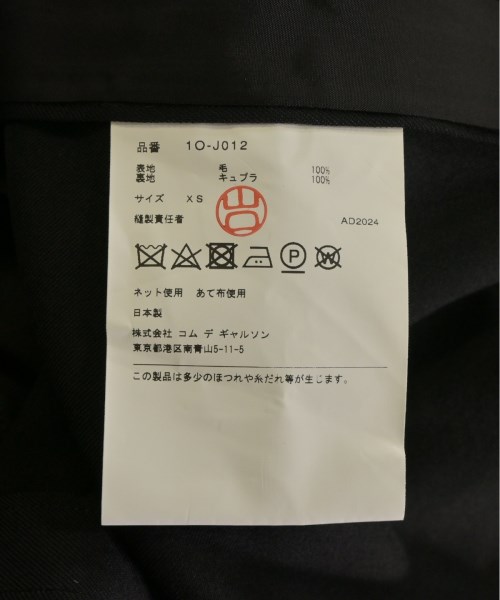 品番 1O-J012
表地 毛 100%
裏地 キュプラ 100%
サイズ XS
縫製責任者 AD2024
P W
ネット使用 あて布使用
日本製
株式会社 コム デ ギャルソン
東京都港区南青山5-11-5
この製品は多少のほつれや糸だれ等が生じます。